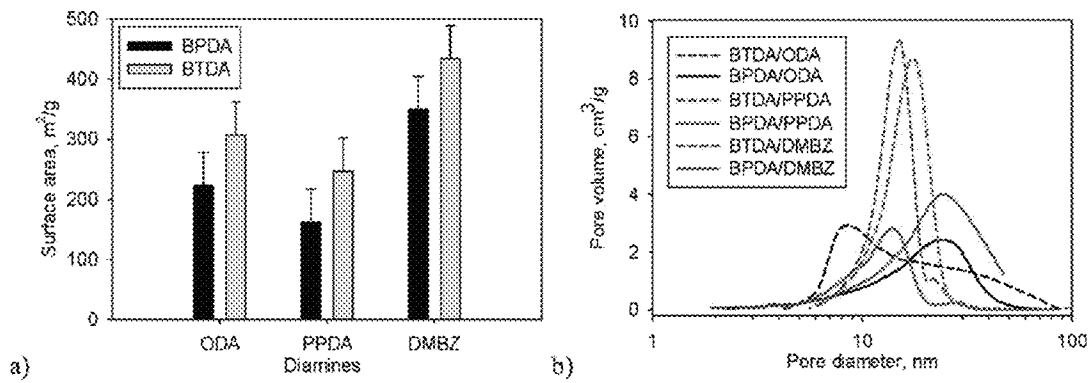 500
400
300
200
100
0
Surface area, m²/g
BPDA
BTDA
ODA
PPDA
DMBZ
Diamines
a)
10
8
6
4
2
0
Pore volume, cm³/g
BTDA/ODA
BPDA/ODA
BTDA/PPDA
BPDA/PPDA
BTDA/DMBZ
BPDA/DMBZ
1
10
100
Pore diameter, nm
b)